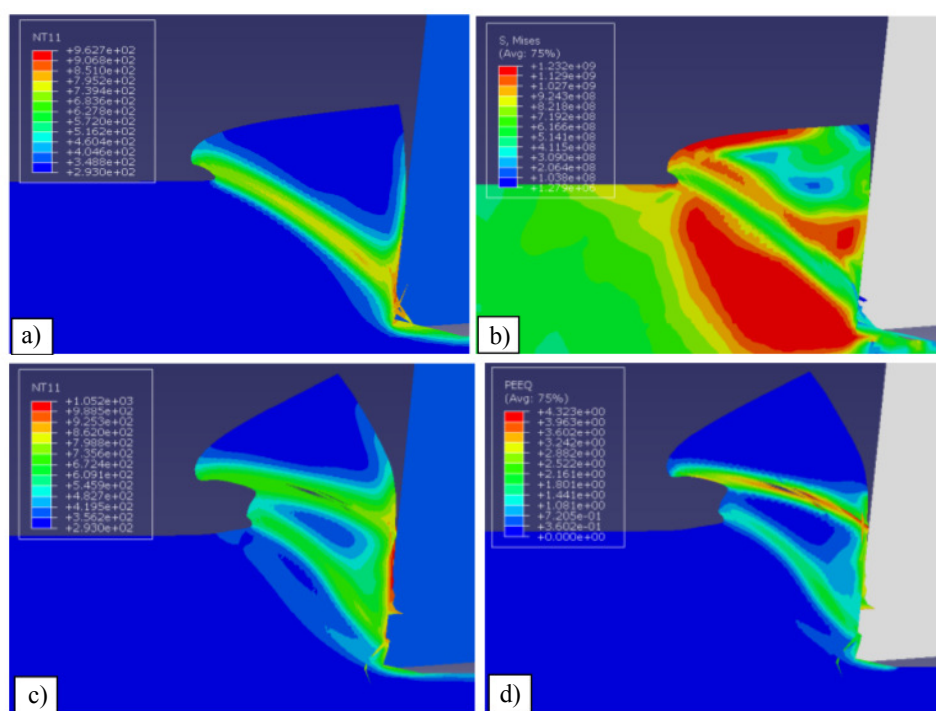 NT11
+9.627e+02
+9.068e+02
+8.510e+02
+7.952e+02
+7.394e+02
+6.836e+02
+6.278e+02
+5.720e+02
+5.162e+02
+4.604e+02
+4.046e+02
+3.488e+02
+2.930e+02
a)
S, Mises
(Avg: 75%)
+1.232e+09
+1.129e+09
+1.027e+09
+9.243e+08
+8.218e+08
+7.192e+08
+6.166e+08
+5.141e+08
+4.115e+08
+3.090e+08
+2.064e+08
+1.038e+08
+1.279e+06
b)
NT11
+1.052e+03
+9.885e+02
+9.253e+02
+8.620e+02
+7.988e+02
+7.356e+02
+6.724e+02
+6.091e+02
+5.459e+02
+4.827e+02
+4.195e+02
+3.562e+02
+2.930e+02
c)
PEEQ
(Avg: 75%)
+4.323e+00
+3.963e+00
+3.602e+00
+3.242e+00
+2.882e+00
+2.522e+00
+2.161e+00
+1.801e+00
+1.441e+00
+1.081e+00
+7.205e-01
+3.602e-01
+0.000e+00
d)